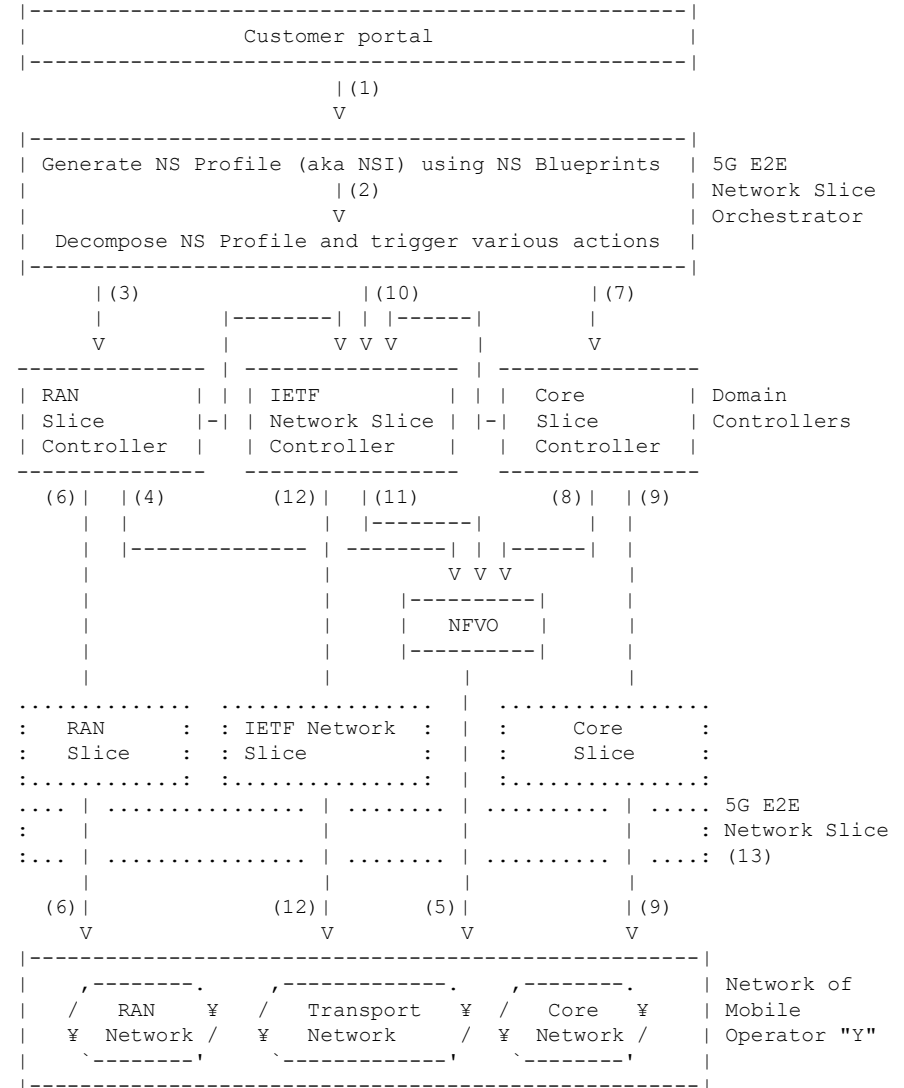 Customer portal
|(1)
V
Generate NS Profile (aka NSI) using NS Blueprints | 5G E2E
|(2) | Network Slice
V | Orchestrator
Decompose NS Profile and trigger various actions
|(3) |(10) |(7)
V V V V V
| RAN | | | IETF | | | Core | Domain
| Slice |-| | Network Slice | |-| Slice | Controllers
| Controller | | Controller | | Controller |
(6)| |(4) (12)| |(11) (8)| |(9)
V V V
| NFVO |
: RAN : : IETF Network : | : Core :
: Slice : : Slice : | : Slice :
5G E2E
: Network Slice
(13)
(6)| (12)| (5)| |(9)
V V V V
| Network of
/ RAN ¥ / Transport ¥ / Core ¥ | Mobile
¥ Network / ¥ Network / ¥ Network / | Operator "Y"